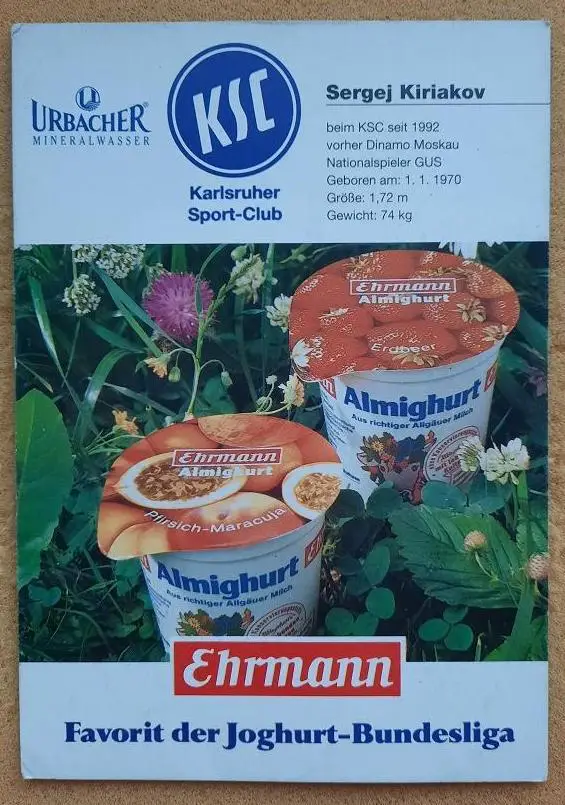 URBACHER®
MINERALWASSER
KSC
Karlsruher
Sport-Club
Sergej Kiriakov
beim KSC seit 1992
vorher Dinamo Moskau
Nationalspieler GUS
Geboren am: 1. 1. 1970
Größe: 1,72 m
Gewicht: 74 kg
Ehrmann
Almighurt
Erdbeer
Almighurt
Aus richtiger Allgäuer Milch
Ehrmann
Almighurt
Pfirsich-Maracuja
Almighurt
Aus richtiger Allgäuer Milch
Ehrmann
Favorit der Joghurt-Bundesliga